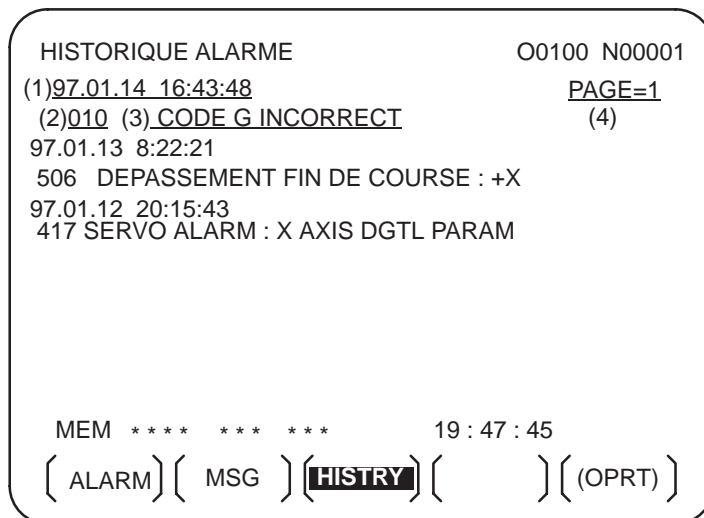 HISTORIQUE ALARME O0100 N00001
(1)97.01.14 16:43:48 PAGE=1
(2)010 (3) CODE G INCORRECT (4)
97.01.13 8:22:21
506 DEPASSEMENT FIN DE COURSE : +X
97.01.12 20:15:43
417 SERVO ALARM : X AXIS DGTL PARAM
MEM **** *** *** 19 : 47 : 45
ALARM MSG HISTRY (OPRT)